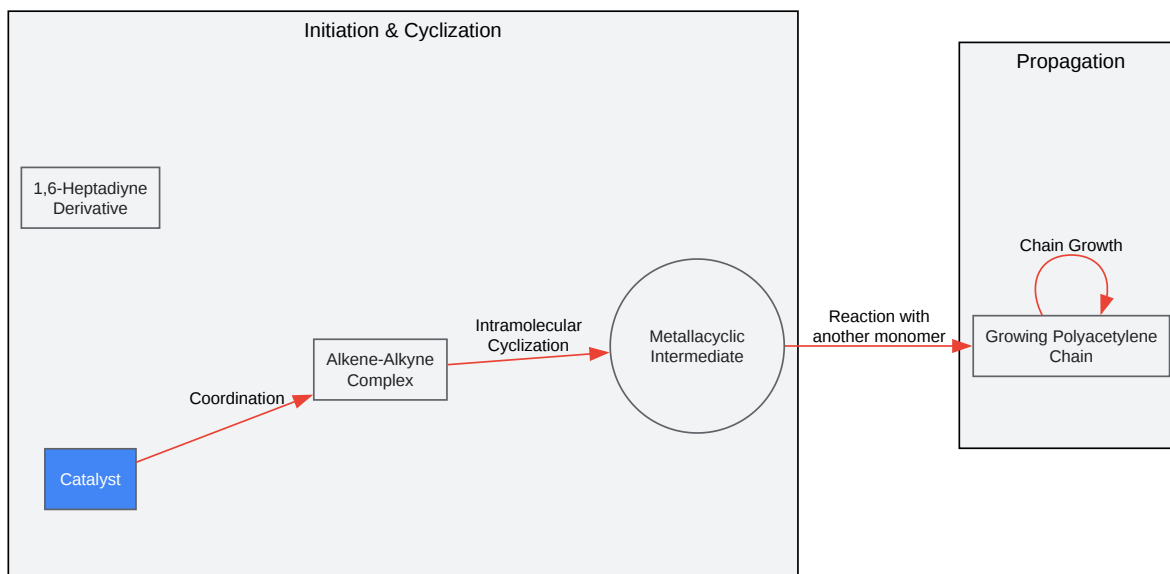 Initiation & Cyclization
Propagation
1,6-Heptadiyne
Derivative
Chain Growth
Reaction with
another monomer
Intramolecular
Cyclization
Metallacyclic
Intermediate
Growing Polyacetylene
Chain
Alkene-Alkyne
Complex
Coordination
Catalyst